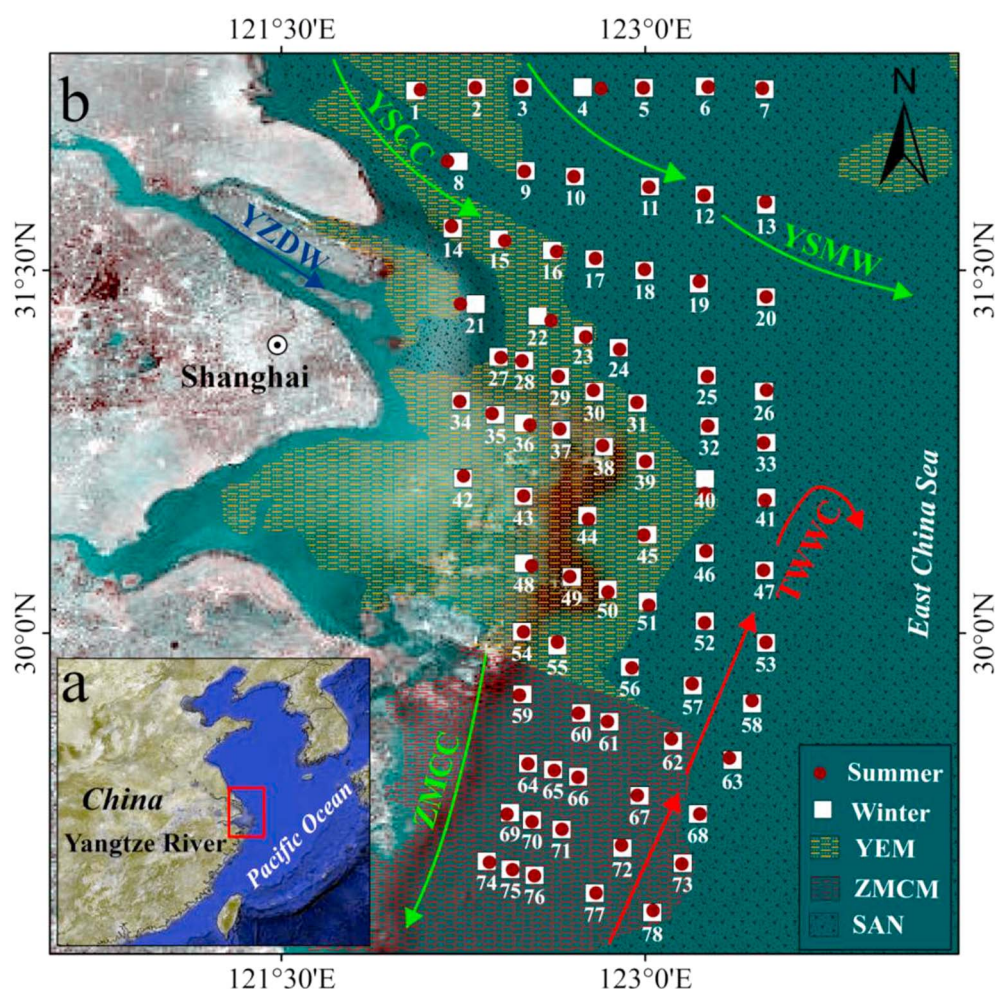 121°30'E 123°0'E
b
N
1 2 3 4 5 6 7
YSCC
8 9 10 11 12 13
YZDW
14 15 16 17 18 19 20
YSMW
31°30'N 31°30'N
21 22 23 24
Shanghai
27 28 29 30 31 25 26
34 35 36 37 38 39 32 33
42 43 44 45 40 41
TWWC
East China Sea
48 49 50 51 46 47
30°0'N 30°0'N
54 55 56 52 53
a
59 60 61 57 58
ZMCC
62 63
64 65 66 67 68
69 70 71 72 73
74 75 76 77 78
China
Yangtze River
Pacific Ocean
Summer
Winter
YEM
ZMCM
SAN
121°30'E 123°0'E